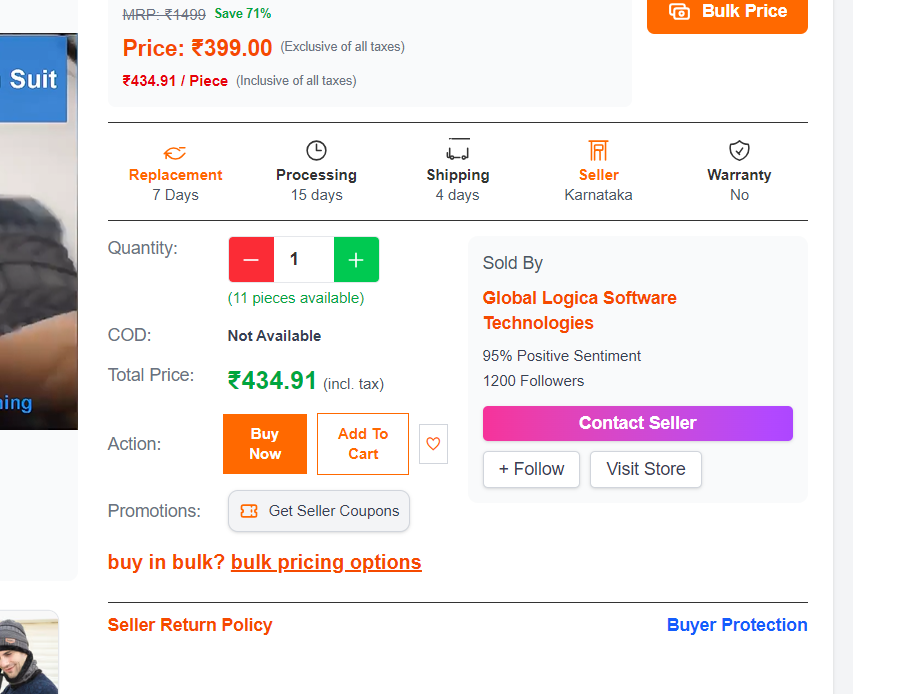 MRP: ₹1499 Save 71%
Bulk Price
Price: ₹399.00 (Exclusive of all taxes)
₹434.91 / Piece (Inclusive of all taxes)
Suit
Replacement
7 Days
Processing
15 days
Shipping
4 days
Seller
Karnataka
Warranty
No
Quantity:
1
(11 pieces available)
COD:
Not Available
Total Price:
₹434.91 (incl. tax)
Action:
Buy
Now
Add To
Cart
Promotions:
Get Seller Coupons
Sold By
Global Logica Software
Technologies
95% Positive Sentiment
1200 Followers
Contact Seller
+ Follow
Visit Store
buy in bulk? bulk pricing options
Seller Return Policy
Buyer Protection